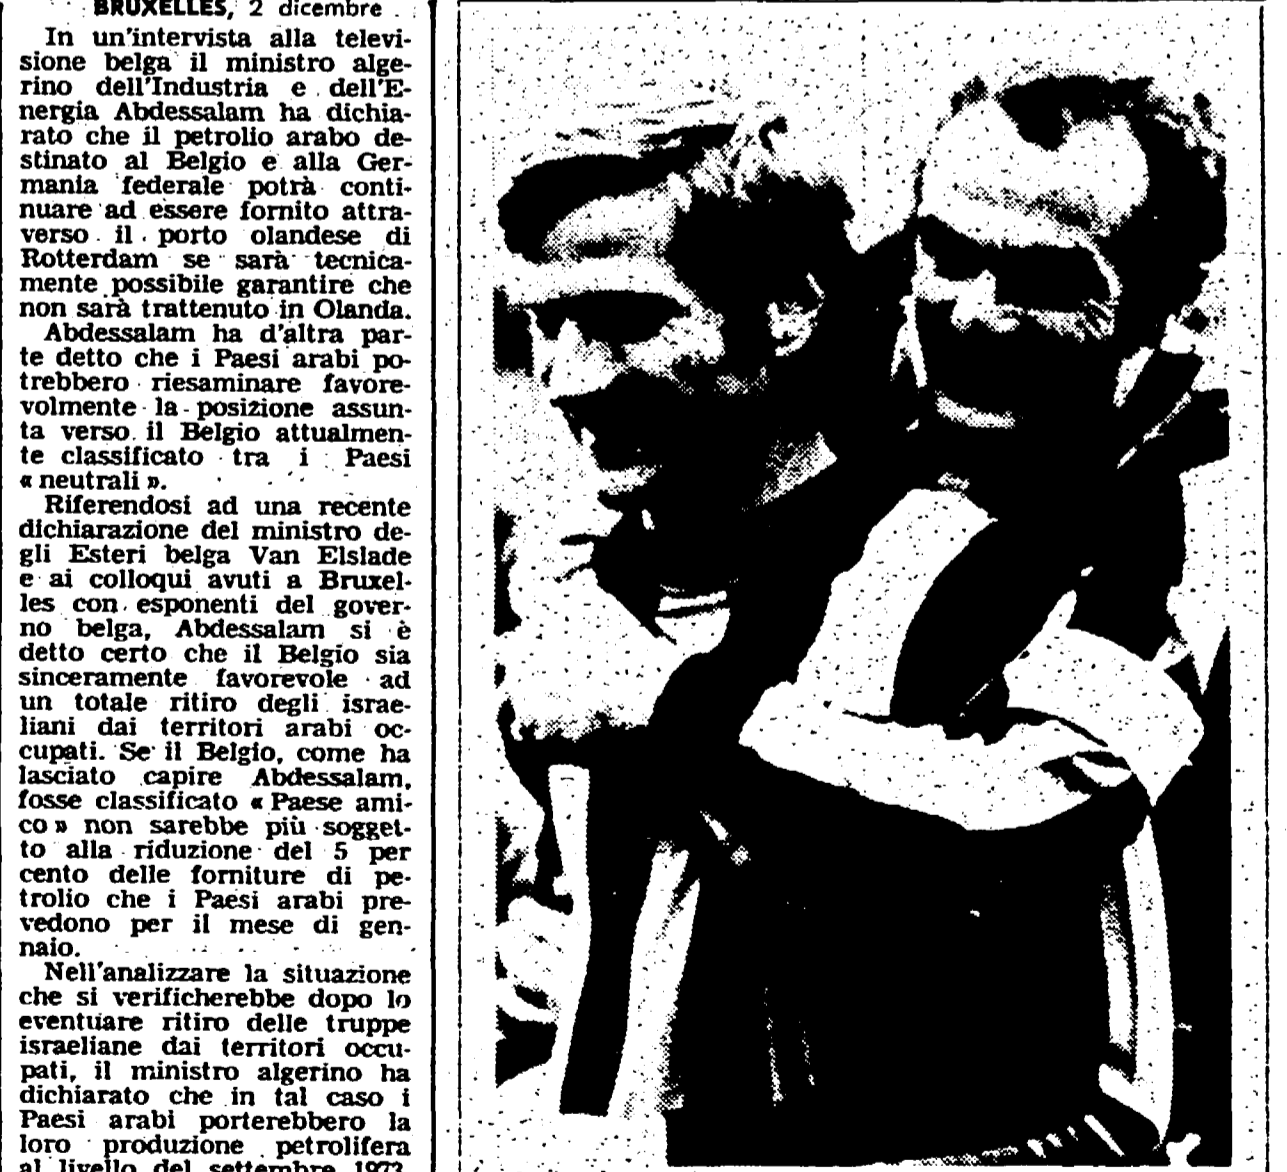 BRUXELLES, 2 dicembre
In un'intervista alla televi-
sione belga il ministro alge-
rino dell'Industria e dell'E-
nergia Abdessalam ha dichia-
rato che il petrolio arabo de-
stinato al Belgio e alla Ger-
mania federale potrà conti-
nuare ad essere fornito attra-
verso il porto olandese di
Rotterdam se sarà tecnica-
mente possibile garantire che
non sarà trattenuto in Olanda.
Abdessalam ha d'altra par-
te detto che i Paesi arabi po-
trebbero riesaminare favore-
volmente la posizione assun-
ta verso il Belgio attualmen-
te classificato tra i Paesi
« neutrali ».
Riferendosi ad una recente
dichiarazione del ministro de-
gli Esteri belga Van Elslade
e ai colloqui avuti a Bruxel-
les con esponenti del gover-
no belga, Abdessalam si è
detto certo che il Belgio sia
sinceramente favorevole ad
un totale ritiro degli israe-
liani dai territori arabi oc-
cupati. Se il Belgio, come ha
lasciato capire Abdessalam,
fosse classificato « Paese ami-
co » non sarebbe più sogget-
to alla riduzione del 5 per
cento delle forniture di pe-
trolio che i Paesi arabi pre-
vedono per il mese di gen-
naio.
Nell'analizzare la situazione
che si verificherebbe dopo lo
eventuare ritiro delle truppe
israeliane dai territori occu-
pati, il ministro algerino ha
dichiarato che in tal caso i
Paesi arabi porterebbero la
loro produzione petrolifera
al livello del settembre 1973.